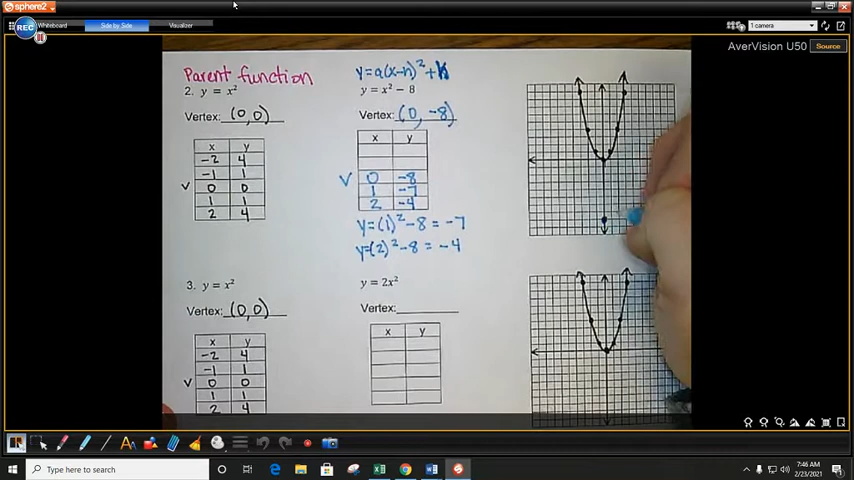 sphere2
REC
Whiteboard
Side by Side
Visualizer
1 camera
AverVision U50
Source
Parent function
y=a(x-h)²+k
2. y = x²
y = x² − 8
Vertex: (0,0)
Vertex: (0, -8)
x y
-2 4
-1 1
V 0 0
1 1
2 4
x y
V 0 -8
1 -7
2 -4
y=(1)²-8 = -7
y=(2)²-8 = -4
3. y = x²
y = 2x²
Vertex: (0,0)
Vertex:
x y
-2 4
-1 1
V 0 0
1 1
2 4
x y
Type here to search
7:46 AM
2/23/2021